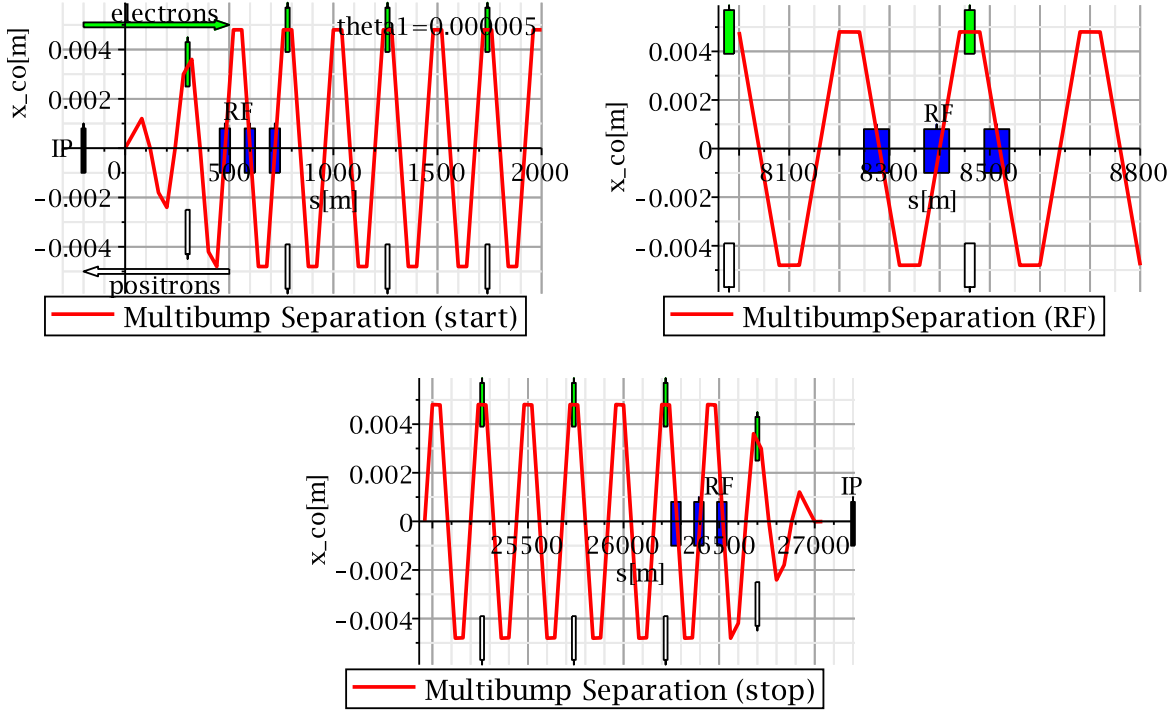 electrons
theta1=0.000005
x_co[m]
0.004
0.002
0
-0.002
-0.004
IP
RF
0
500
1000
1500
2000
s[m]
positrons
Multibump Separation (start)
x_co[m]
0.004
0.002
0
-0.002
-0.004
RF
8100
8300
8500
8800
s[m]
MultibumpSeparation (RF)
x_co[m]
0.004
0.002
0
-0.002
-0.004
RF
IP
25500
26000
26500
27000
s[m]
Multibump Separation (stop)